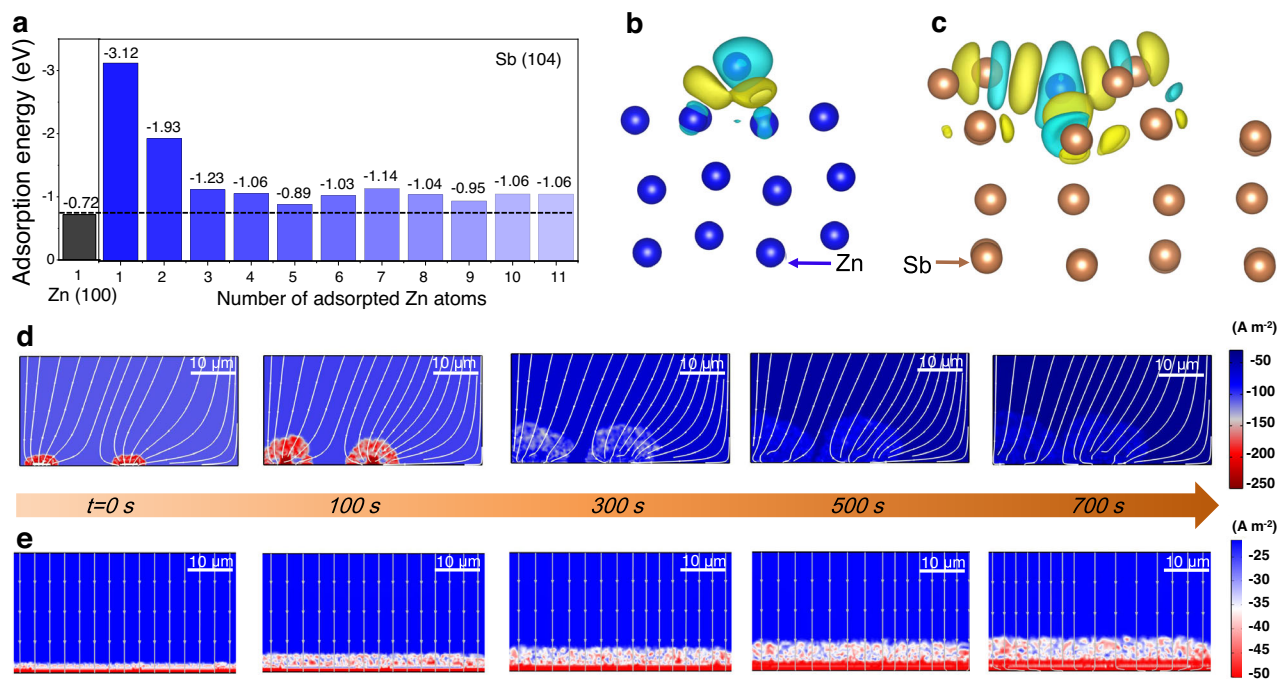 a
Adsorption energy (eV)
-3
-2
-1
0
Sb (104)
-0.72
-3.12
-1.93
-1.23
-1.06
-0.89
-1.03
-1.14
-1.04
-0.95
-1.06
-1.06
1 1 2 3 4 5 6 7 8 9 10 11
Zn (100)
Number of adsorpted Zn atoms
b
Zn
c
Sb
d
10 μm
10 μm
10 μm
10 μm
10 μm
(A m-2)
-50
-100
-150
-200
-250
t=0 s 100 s 300 s 500 s 700 s
e
10 μm
10 μm
10 μm
10 μm
10 μm
(A m-2)
-25
-30
-35
-40
-45
-50